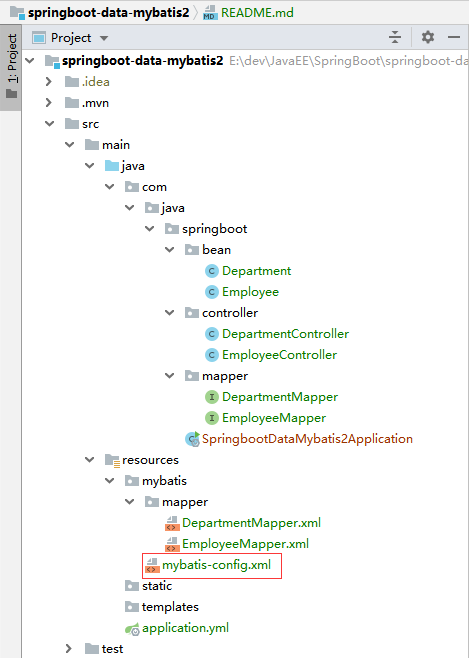 springboot-data-mybatis2 README.md
1: Project
Project
springboot-data-mybatis2 E:\dev\JavaEE\SpringBoot\springboot-da
.idea
.mvn
src
main
java
com
java
springboot
bean
Department
Employee
controller
DepartmentController
EmployeeController
mapper
DepartmentMapper
EmployeeMapper
SpringbootDataMybatis2Application
resources
mybatis
mapper
DepartmentMapper.xml
EmployeeMapper.xml
mybatis-config.xml
static
templates
application.yml
test